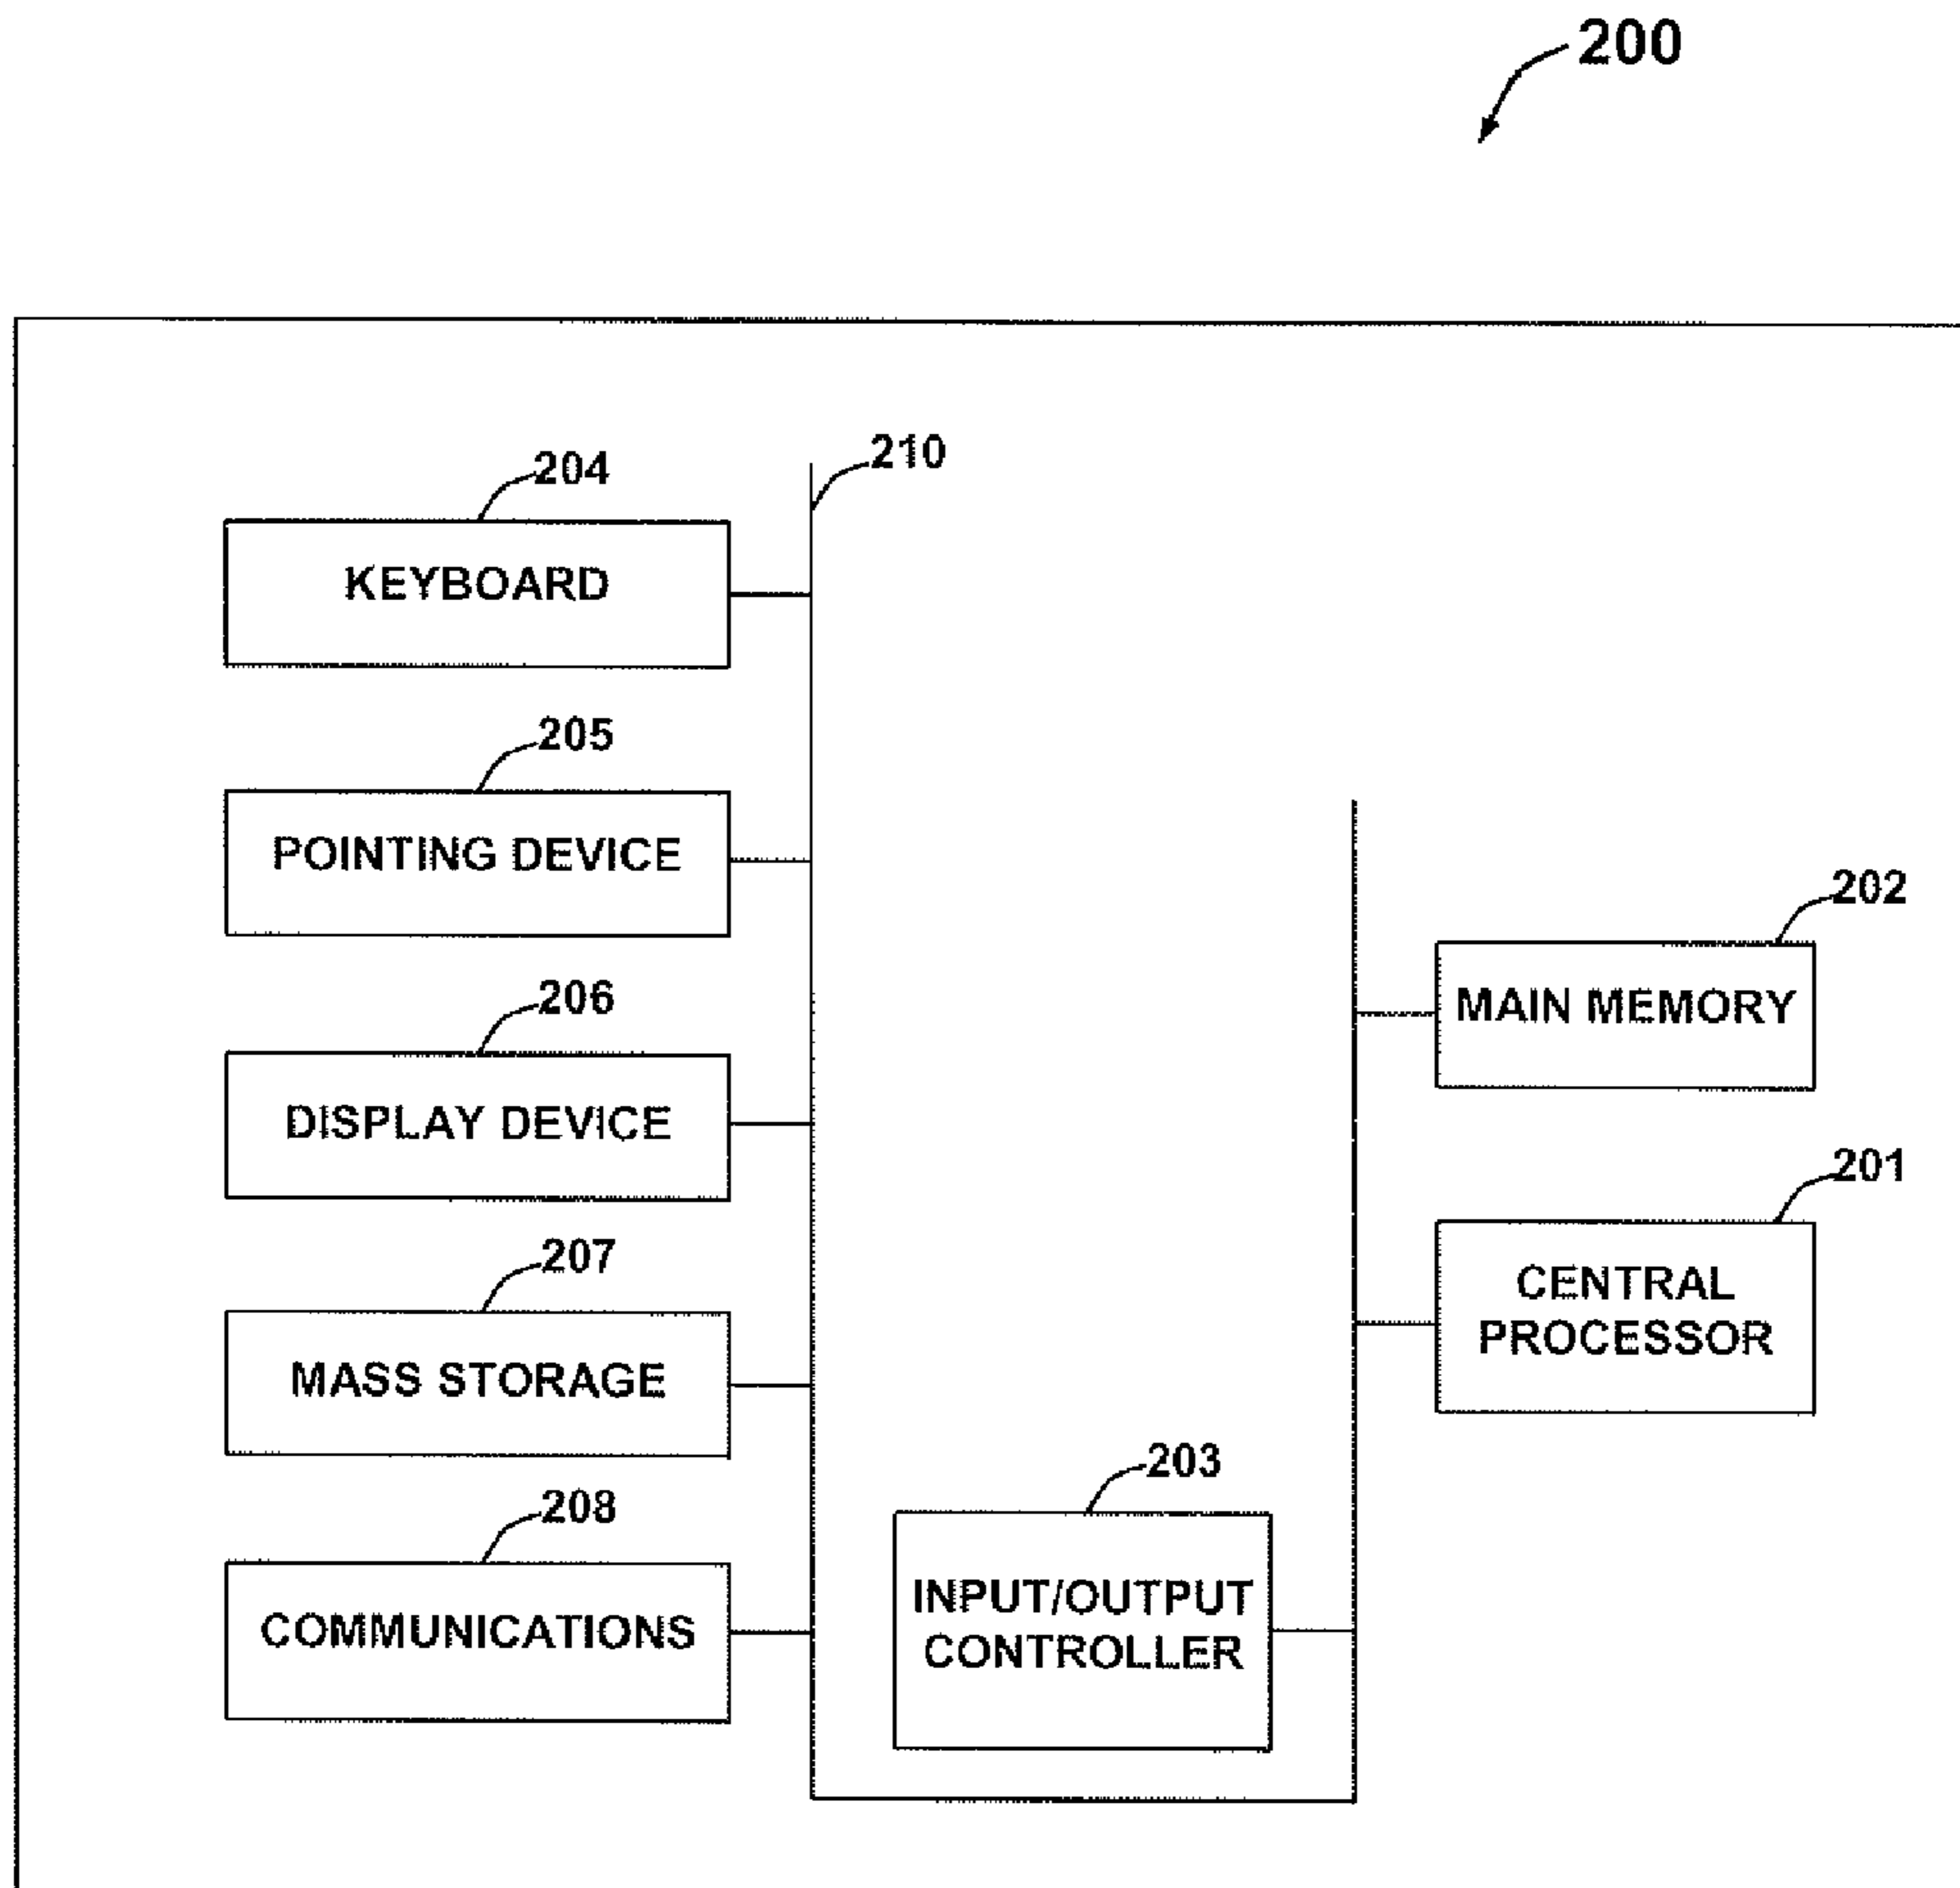 200
210
204
KEYBOARD
205
POINTING DEVICE
202
MAIN MEMORY
206
DISPLAY DEVICE
201
CENTRAL
PROCESSOR
207
MASS STORAGE
203
INPUT/OUTPUT
CONTROLLER
208
COMMUNICATIONS